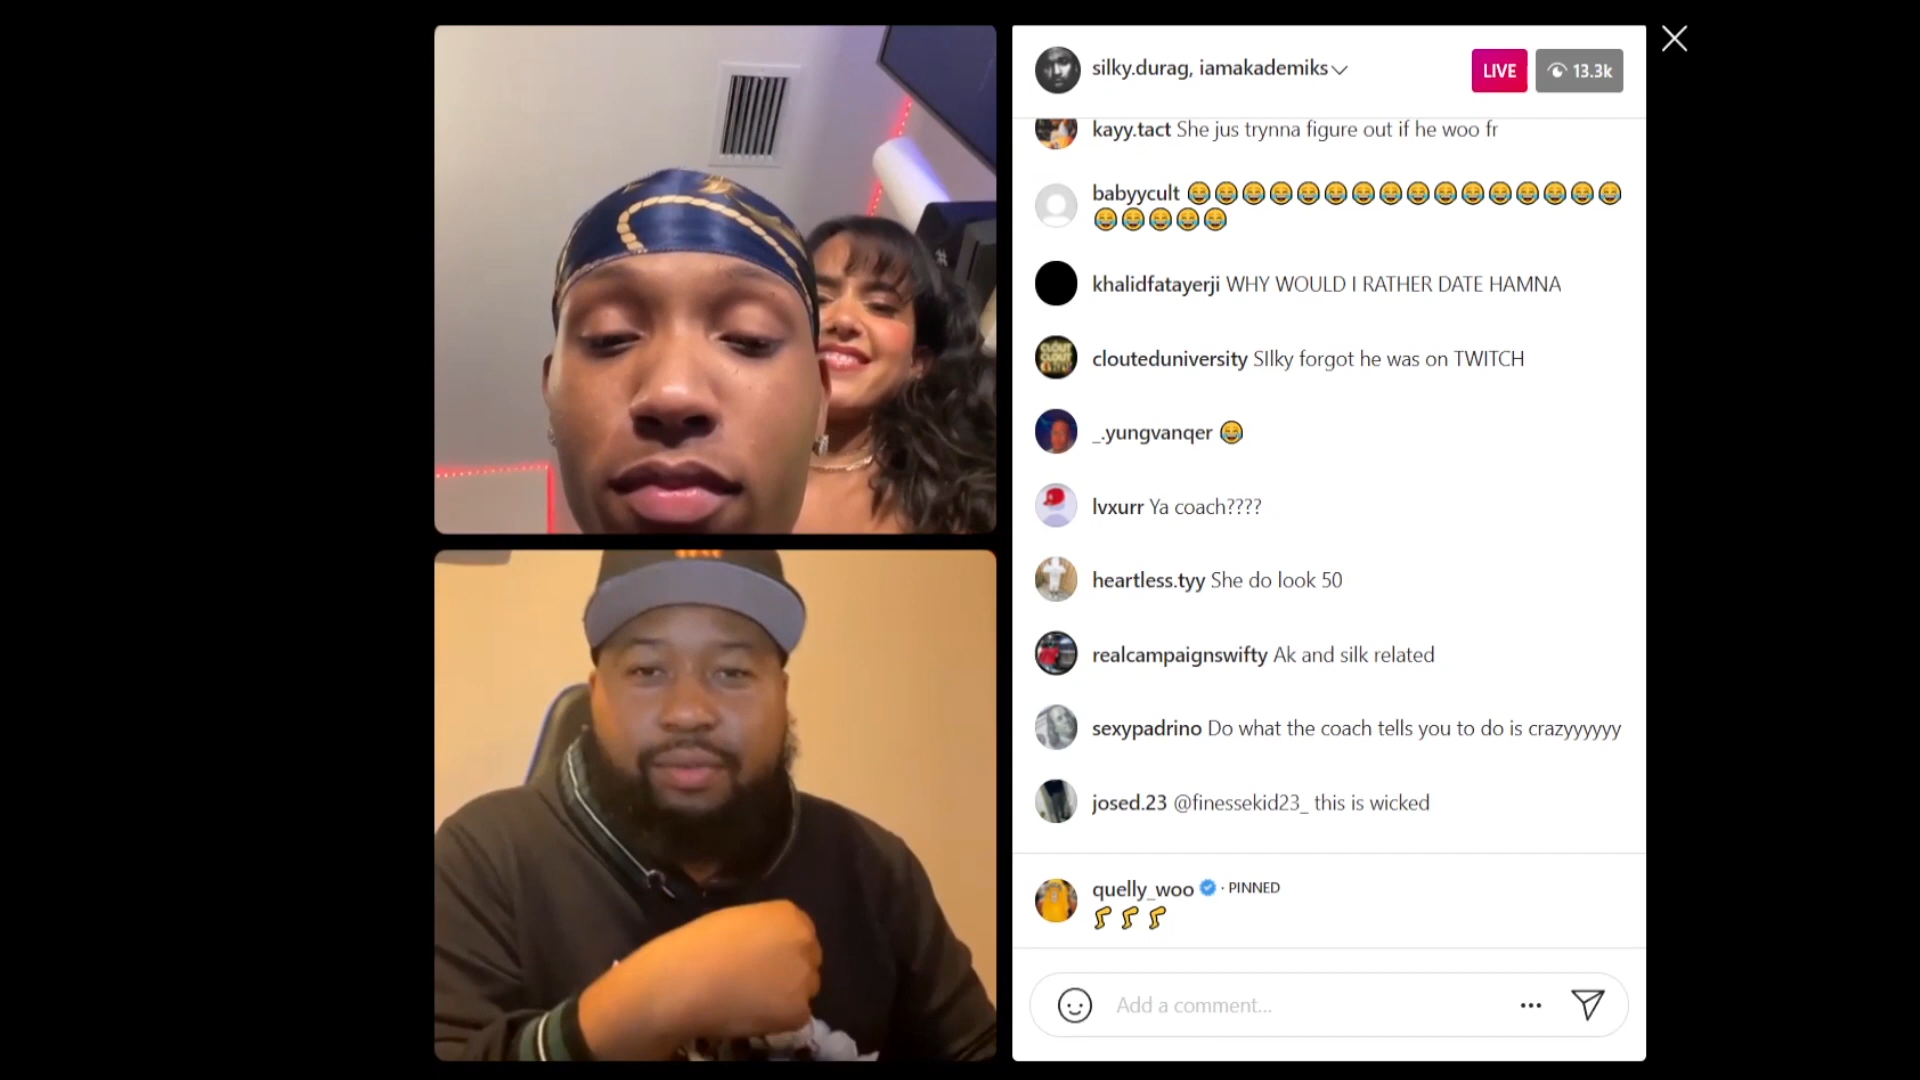 silky.durag, iamakademiks
LIVE
13.3k
kayy.tact She jus trynna figure out if he woo fr
babyycult 😂😂😂😂😂😂😂😂😂😂😂😂😂😂😂😂
😂😂😂😂😂
khalidfatayerji WHY WOULD I RATHER DATE HAMNA
clouteduniversity SIlky forgot he was on TWITCH
_.yungvanqer 😂
lvxurr Ya coach????
heartless.tyy She do look 50
realcampaignswifty Ak and silk related
sexypadrino Do what the coach tells you to do is crazyyyyyy
josed.23 @finessekid23_ this is wicked
quelly_woo · PINNED
🦵🦵🦵
Add a comment...